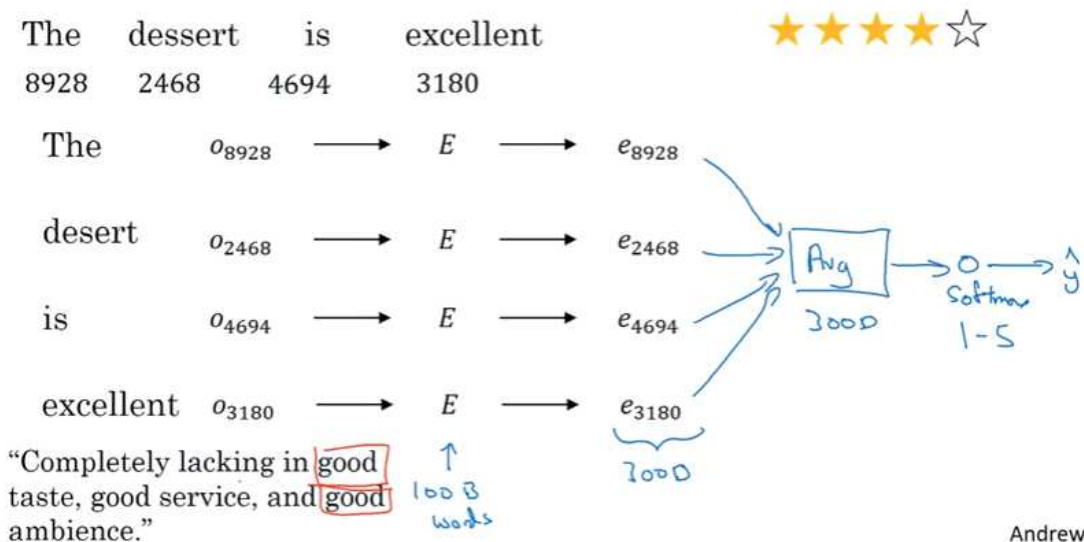 The dessert is excellent
8928 2468 4694 3180
The o8928 → E → e8928
desert o2468 → E → e2468
is o4694 → E → e4694
excellent o3180 → E → e3180
Avg
300D
Softmax
1-5
ŷ
300D
"Completely lacking in good
taste, good service, and good
ambience."
100B
words
Andrew